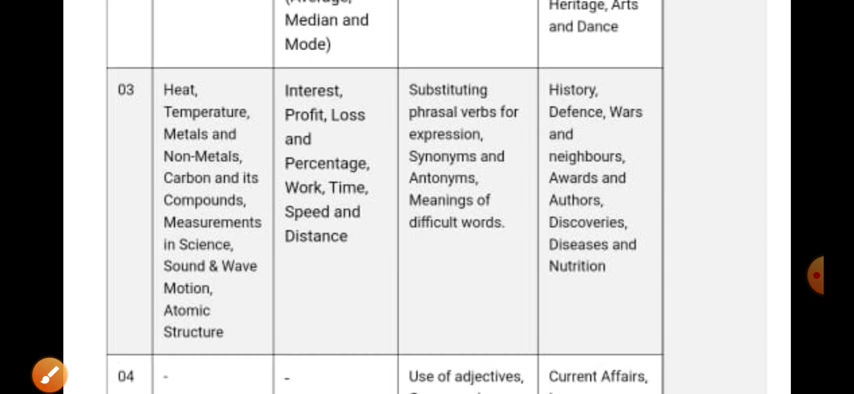 Median and
Mode)
Heritage, Arts
and Dance
03
Heat,
Temperature,
Metals and
Non-Metals,
Carbon and its
Compounds,
Measurements
in Science,
Sound & Wave
Motion,
Atomic
Structure
Interest,
Profit, Loss
and
Percentage,
Work, Time,
Speed and
Distance
Substituting
phrasal verbs for
expression,
Synonyms and
Antonyms,
Meanings of
difficult words.
History,
Defence, Wars
and
neighbours,
Awards and
Authors,
Discoveries,
Diseases and
Nutrition
04
-
-
Use of adjectives,
Current Affairs,